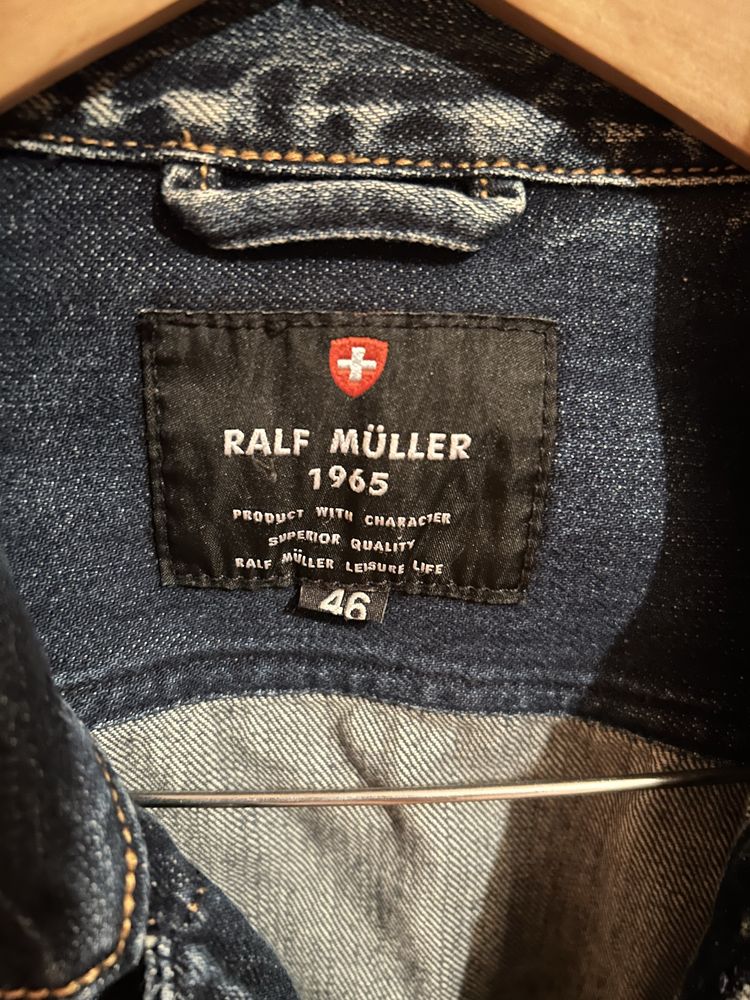 RALF MÜLLER
1965
PRODUCT WITH CHARACTER
SUPERIOR QUALITY
RALF MÜLLER LEISURE LIFE
46